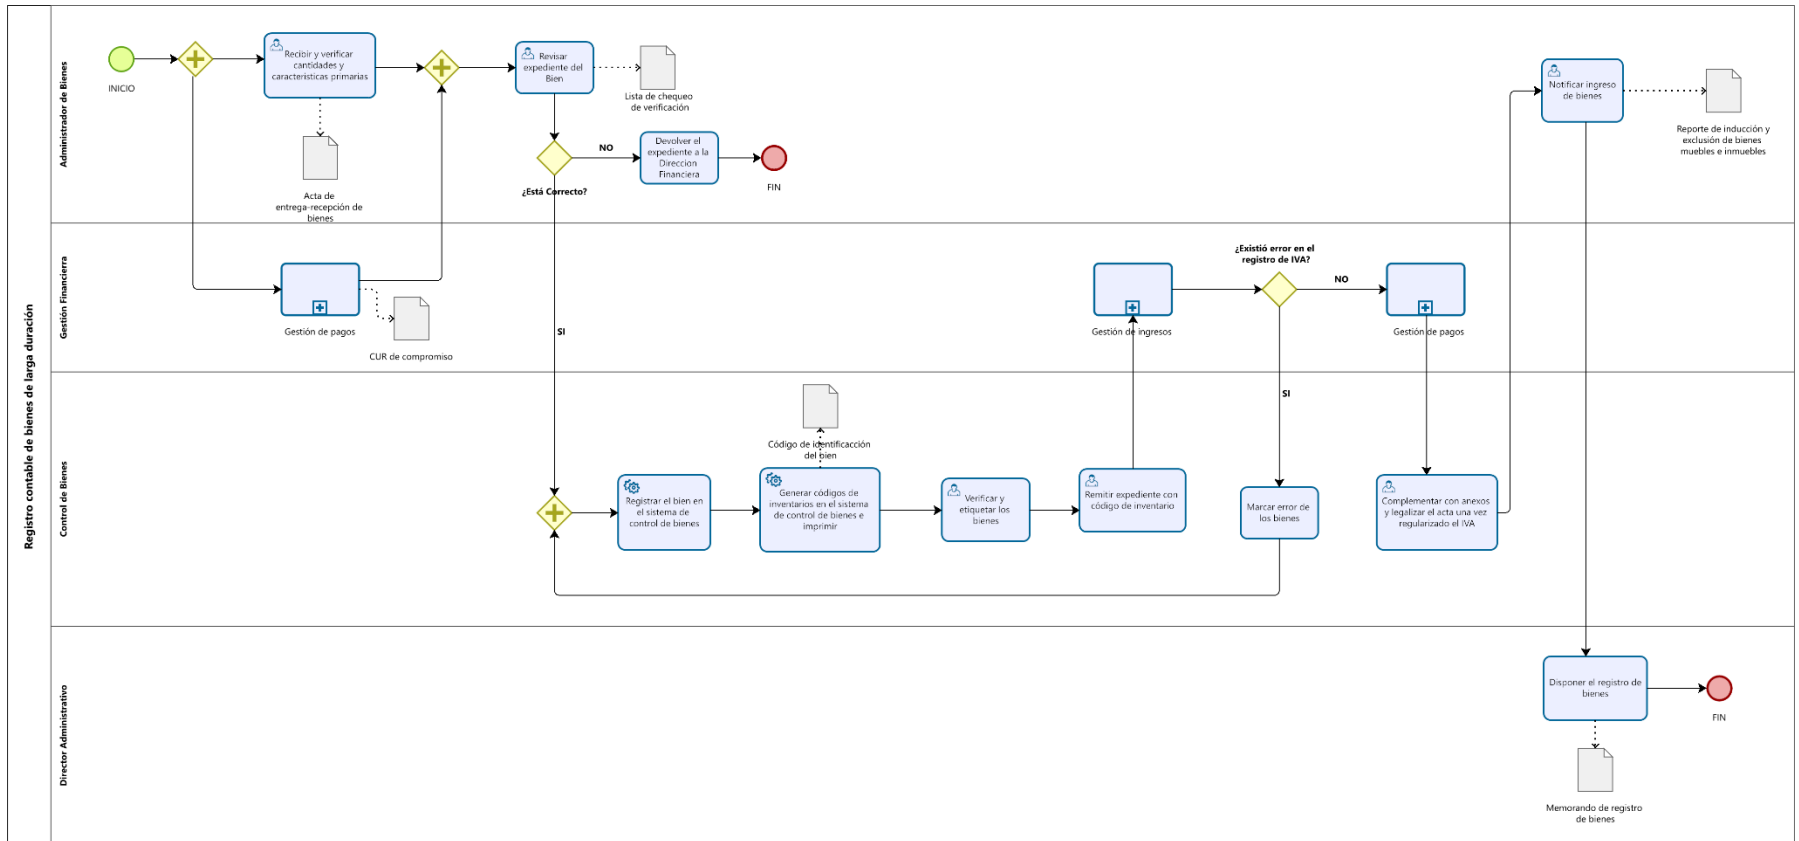 Registro contable de bienes de larga duración
Administrador de Bienes
INICIO
Recibir y verificar
cantidades y
caracteristicas primarias
Acta de
entrega-recepción de
bienes
Revisar
expediente del
Bien
Lista de chequeo
de verificación
¿Está Correcto?
NO
Devolver el
expediente a la
Direccion
Financiera
FIN
Notificar ingreso
de bienes
Reporte de inducción y
exclusión de bienes
muebles e inmuebles
Gestión Financierra
Gestión de pagos
CUR de compromiso
SI
Gestión de ingresos
¿Existió error en el
registro de IVA?
NO
Gestión de pagos
SI
Control de Bienes
Registrar el bien en
el sistema de
control de bienes
Código de identificacción
del bien
Generar códigos de
inventarios en el sistema
de control de bienes e
imprimir
Verificar y
etiquetar los
bienes
Remitir expediente con
código de inventario
Marcar error de
los bienes
Complementar con anexos
y legalizar el acta una vez
regularizado el IVA
Director Administrativo
Disponer el registro de
bienes
FIN
Memorando de registro
de bienes